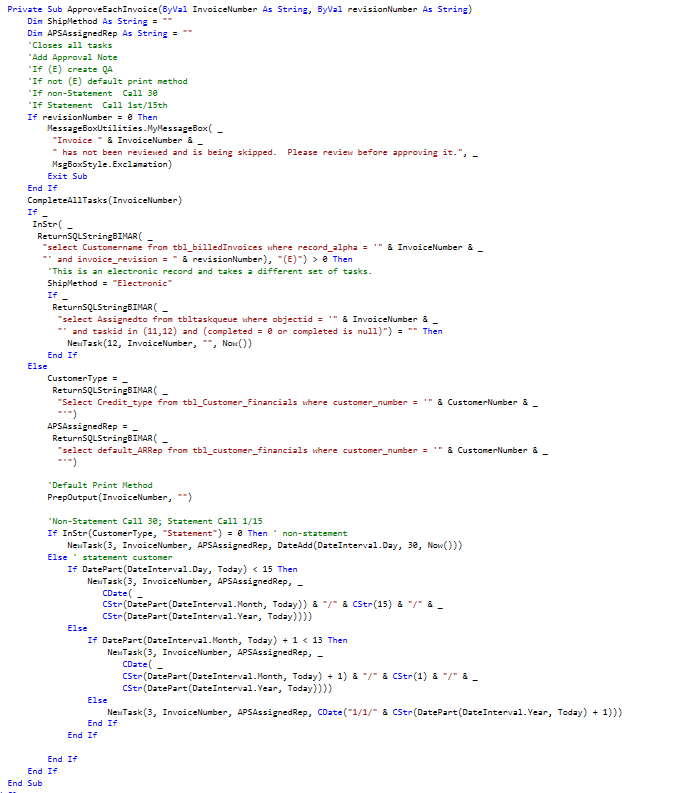 Private Sub ApproveEachInvoice(ByVal InvoiceNumber As String, ByVal revisionNumber As String)
    Dim ShipMethod As String = ""
    Dim APSAssignedRep As String = ""
    'Closes all tasks
    'Add Approval Note
    'If (E) create QA
    'If not (E) default print method
    'If non-Statement  Call 30
    'If Statement  Call 1st/15th
    If revisionNumber = 0 Then
        MessageBoxUtilities.MyMessageBox( _
         "Invoice " & InvoiceNumber & _
         " has not been reviewed and is being skipped.  Please review before approving it.", _
         MsgBoxStyle.Exclamation)
        Exit Sub
    End If
    CompleteAllTasks(InvoiceNumber)
    If _
     InStr( _
      ReturnSQLStringBIMAR( _
       "select Customername from tbl_billedInvoices where record_alpha = '" & InvoiceNumber & _
       "' and invoice_revision = " & revisionNumber), "(E)") > 0 Then
        'This is an electronic record and takes a different set of tasks.
        ShipMethod = "Electronic"
        If _
         ReturnSQLStringBIMAR( _
          "select Assignedto from tbltaskqueue where objectid = '" & InvoiceNumber & _
          "' and taskid in (11,12) and (completed = 0 or completed is null)") = "" Then
            NewTask(12, InvoiceNumber, "", Now())
        End If
    Else
        CustomerType = _
         ReturnSQLStringBIMAR( _
          "Select Credit_type from tbl_Customer_Financials where customer_number = '" & CustomerNumber & _
          "'")
        APSAssignedRep = _
         ReturnSQLStringBIMAR( _
          "select default_ARRep from tbl_customer_financials where customer_number = '" & CustomerNumber & _
          "'")
        'Default Print Method
        PrepOutput(InvoiceNumber, "")
        'Non-Statement Call 30; Statement Call 1/15
        If InStr(CustomerType, "Statement") = 0 Then ' non-statement
            NewTask(3, InvoiceNumber, APSAssignedRep, DateAdd(DateInterval.Day, 30, Now()))
        Else ' statement customer
            If DatePart(DateInterval.Day, Today) < 15 Then
                NewTask(3, InvoiceNumber, APSAssignedRep, _
                   CDate( _
                   CStr(DatePart(DateInterval.Month, Today)) & "/" & CStr(15) & "/" & _
                   CStr(DatePart(DateInterval.Year, Today))))
            Else
                If DatePart(DateInterval.Month, Today) + 1 < 13 Then
                    NewTask(3, InvoiceNumber, APSAssignedRep, _
                       CDate( _
                       CStr(DatePart(DateInterval.Month, Today) + 1) & "/" & CStr(1) & "/" & _
                       CStr(DatePart(DateInterval.Year, Today))))
                Else
                    NewTask(3, InvoiceNumber, APSAssignedRep, CDate("1/1/" & CStr(DatePart(DateInterval.Year, Today) + 1)))
                End If
            End If
        End If
    End If
End Sub